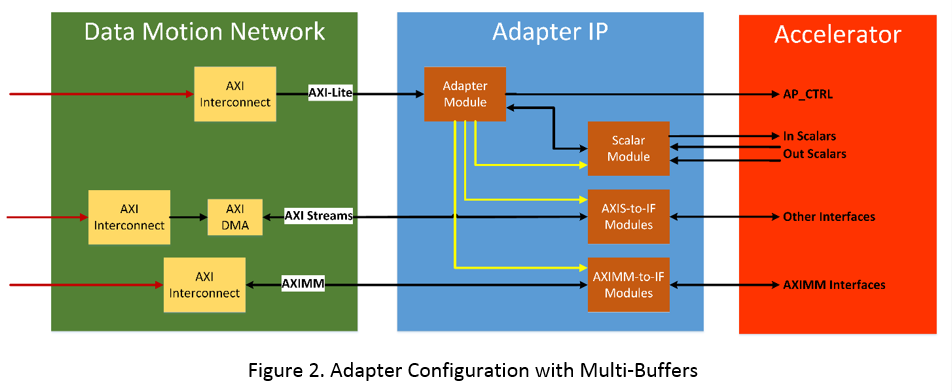 Data Motion Network
Adapter IP
Accelerator
AXI
Interconnect
AXI-Lite
Adapter
Module
AP_CTRL
Scalar
Module
In Scalars
Out Scalars
AXI
Interconnect
AXI
DMA
AXI Streams
AXIS-to-IF
Modules
Other Interfaces
AXI
Interconnect
AXIMM
AXIMM-to-IF
Modules
AXIMM Interfaces
Figure 2. Adapter Configuration with Multi-Buffers